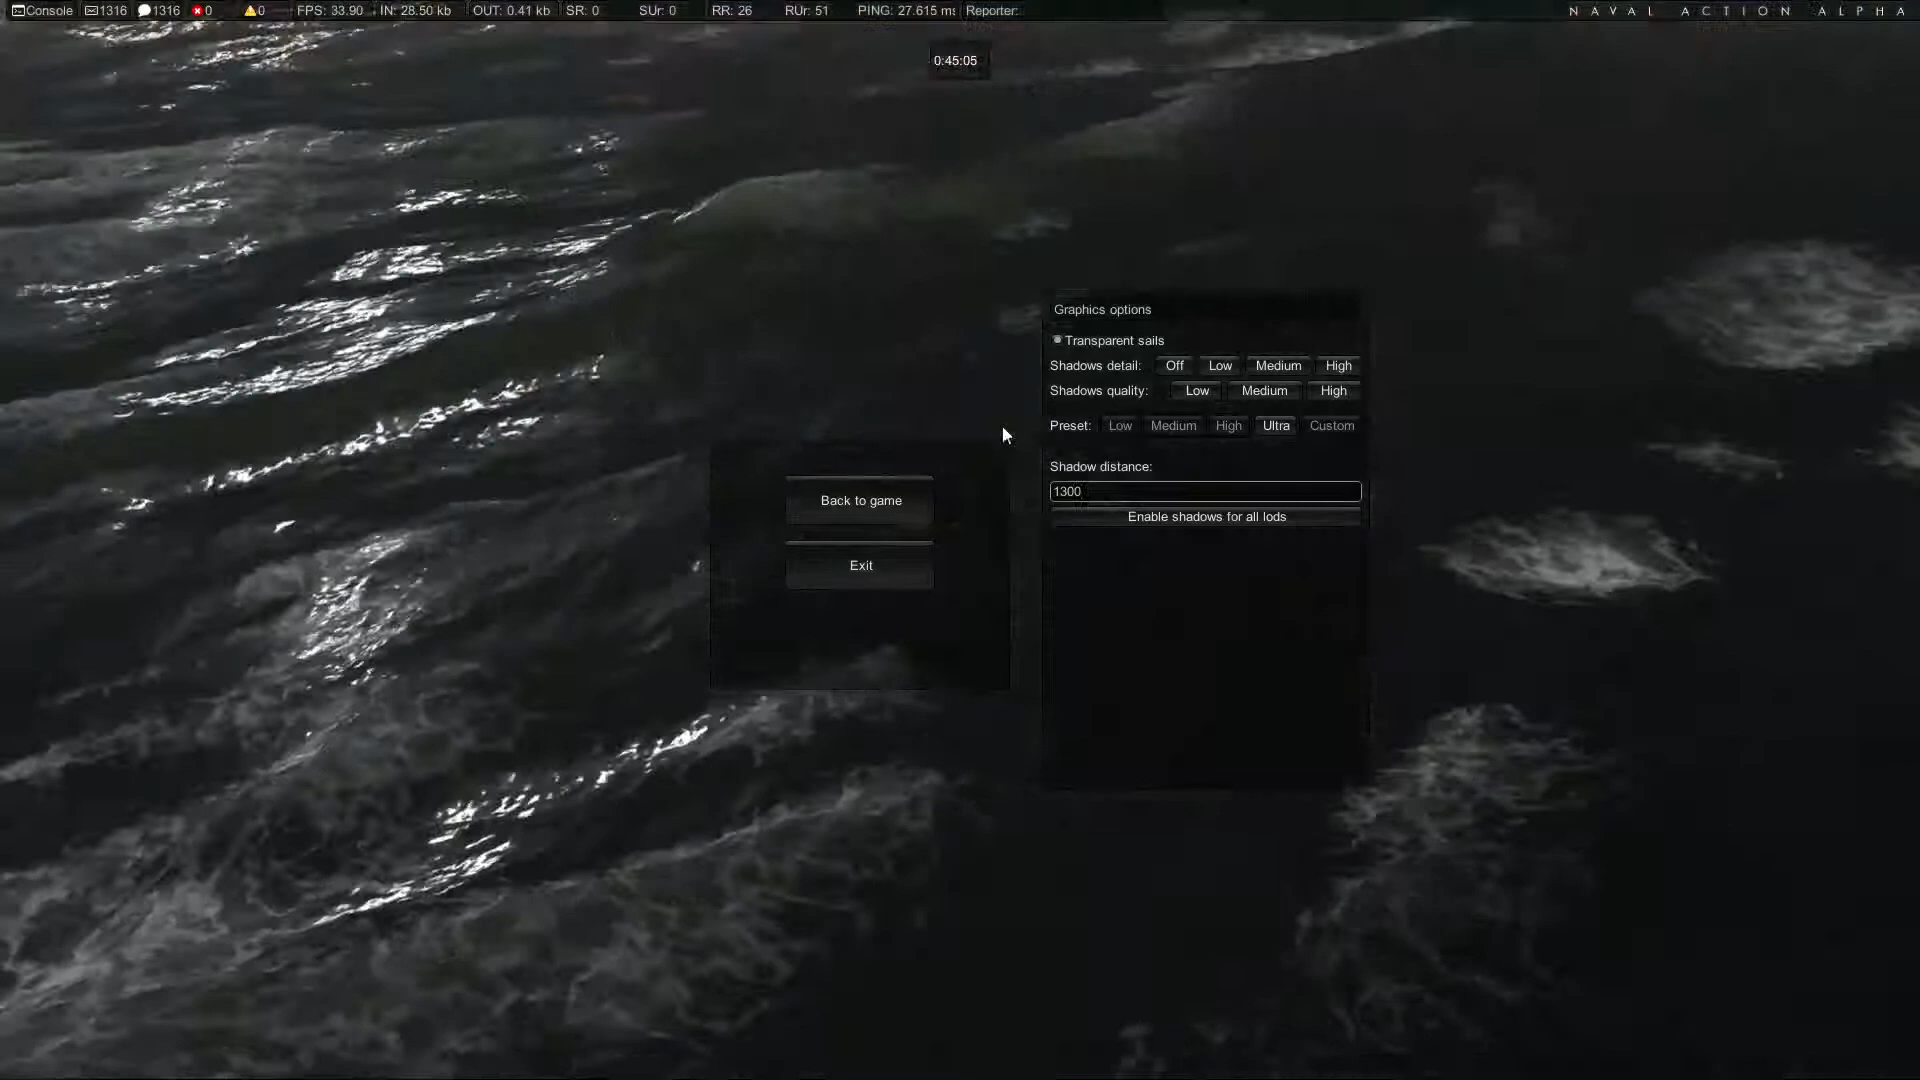 Console 1316 1316 0 0 FPS: 33.90 IN: 28.50 kb OUT: 0.41 kb SR: 0 SUr: 0 RR: 26 RUr: 51 PING: 27.615 ms Reporter: NAVAL ACTION ALPHA
0:45:05
Graphics options
Transparent sails
Shadows detail: Off Low Medium High
Shadows quality: Low Medium High
Preset: Low Medium High Ultra Custom
Shadow distance:
1300
Enable shadows for all lods
Back to game
Exit